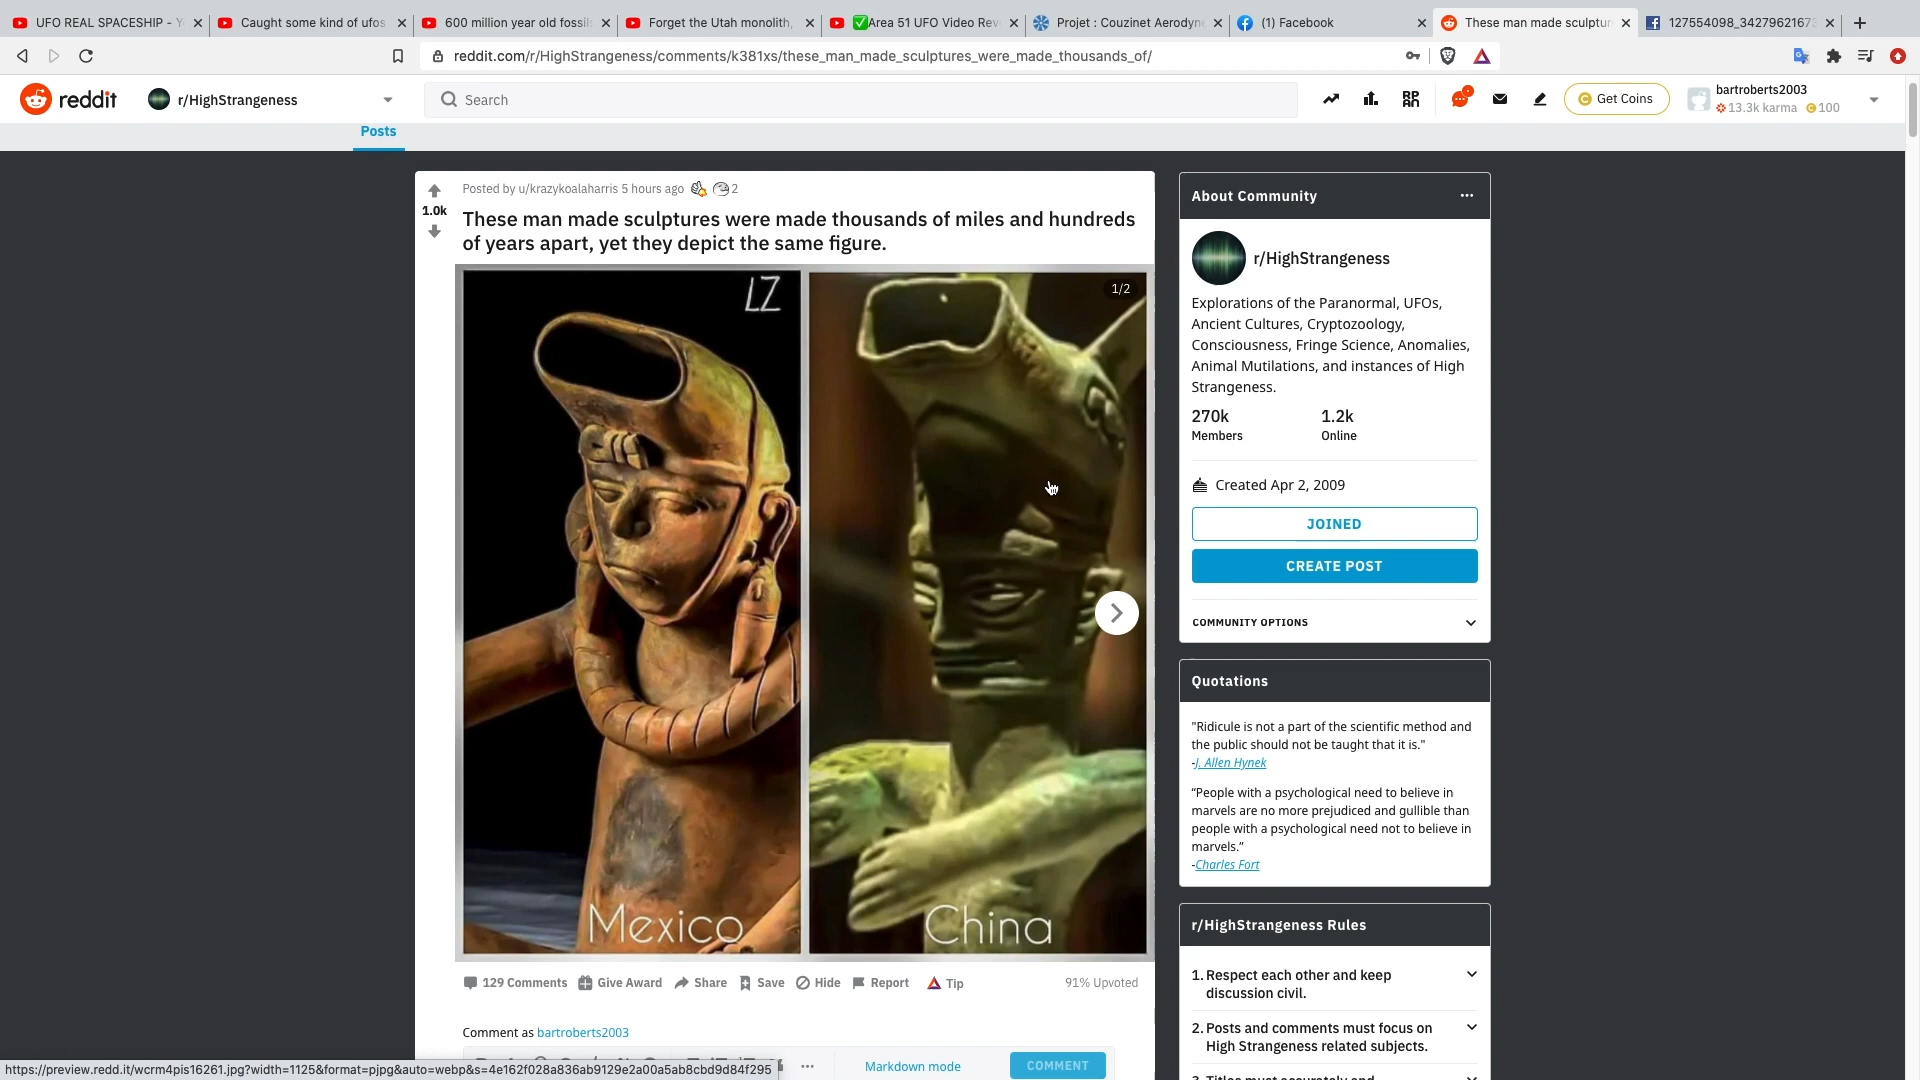 UFO REAL SPACESHIP - Y
Caught some kind of ufos
600 million year old fossils
Forget the Utah monolith,
Area 51 UFO Video Rev
Projet : Couzinet Aerodyne
(1) Facebook
These man made sculptur
127554098_3427962167
reddit.com/r/HighStrangeness/comments/k381xs/these_man_made_sculptures_were_made_thousands_of/
reddit
r/HighStrangeness
Search
Get Coins
bartroberts2003
13.3k karma
100
Posts
Posted by u/krazykoalaharris 5 hours ago
2
1.0k
These man made sculptures were made thousands of miles and hundreds
of years apart, yet they depict the same figure.
LZ
1/2
Mexico
China
129 Comments
Give Award
Share
Save
Hide
Report
Tip
91% Upvoted
Comment as bartroberts2003
Markdown mode
COMMENT
About Community
r/HighStrangeness
Explorations of the Paranormal, UFOs,
Ancient Cultures, Cryptozoology,
Consciousness, Fringe Science, Anomalies,
Animal Mutilations, and instances of High
Strangeness.
270k
Members
1.2k
Online
Created Apr 2, 2009
JOINED
CREATE POST
COMMUNITY OPTIONS
Quotations
"Ridicule is not a part of the scientific method and
the public should not be taught that it is."
-J. Allen Hynek
“People with a psychological need to believe in
marvels are no more prejudiced and gullible than
people with a psychological need not to believe in
marvels.”
-Charles Fort
r/HighStrangeness Rules
1. Respect each other and keep
discussion civil.
2. Posts and comments must focus on
High Strangeness related subjects.
https://preview.redd.it/wcrm4pis16261.jpg?width=1125&format=pjpg&auto=webp&s=4e162f028a836ab9129e2a00a5ab8cbd9d84f295